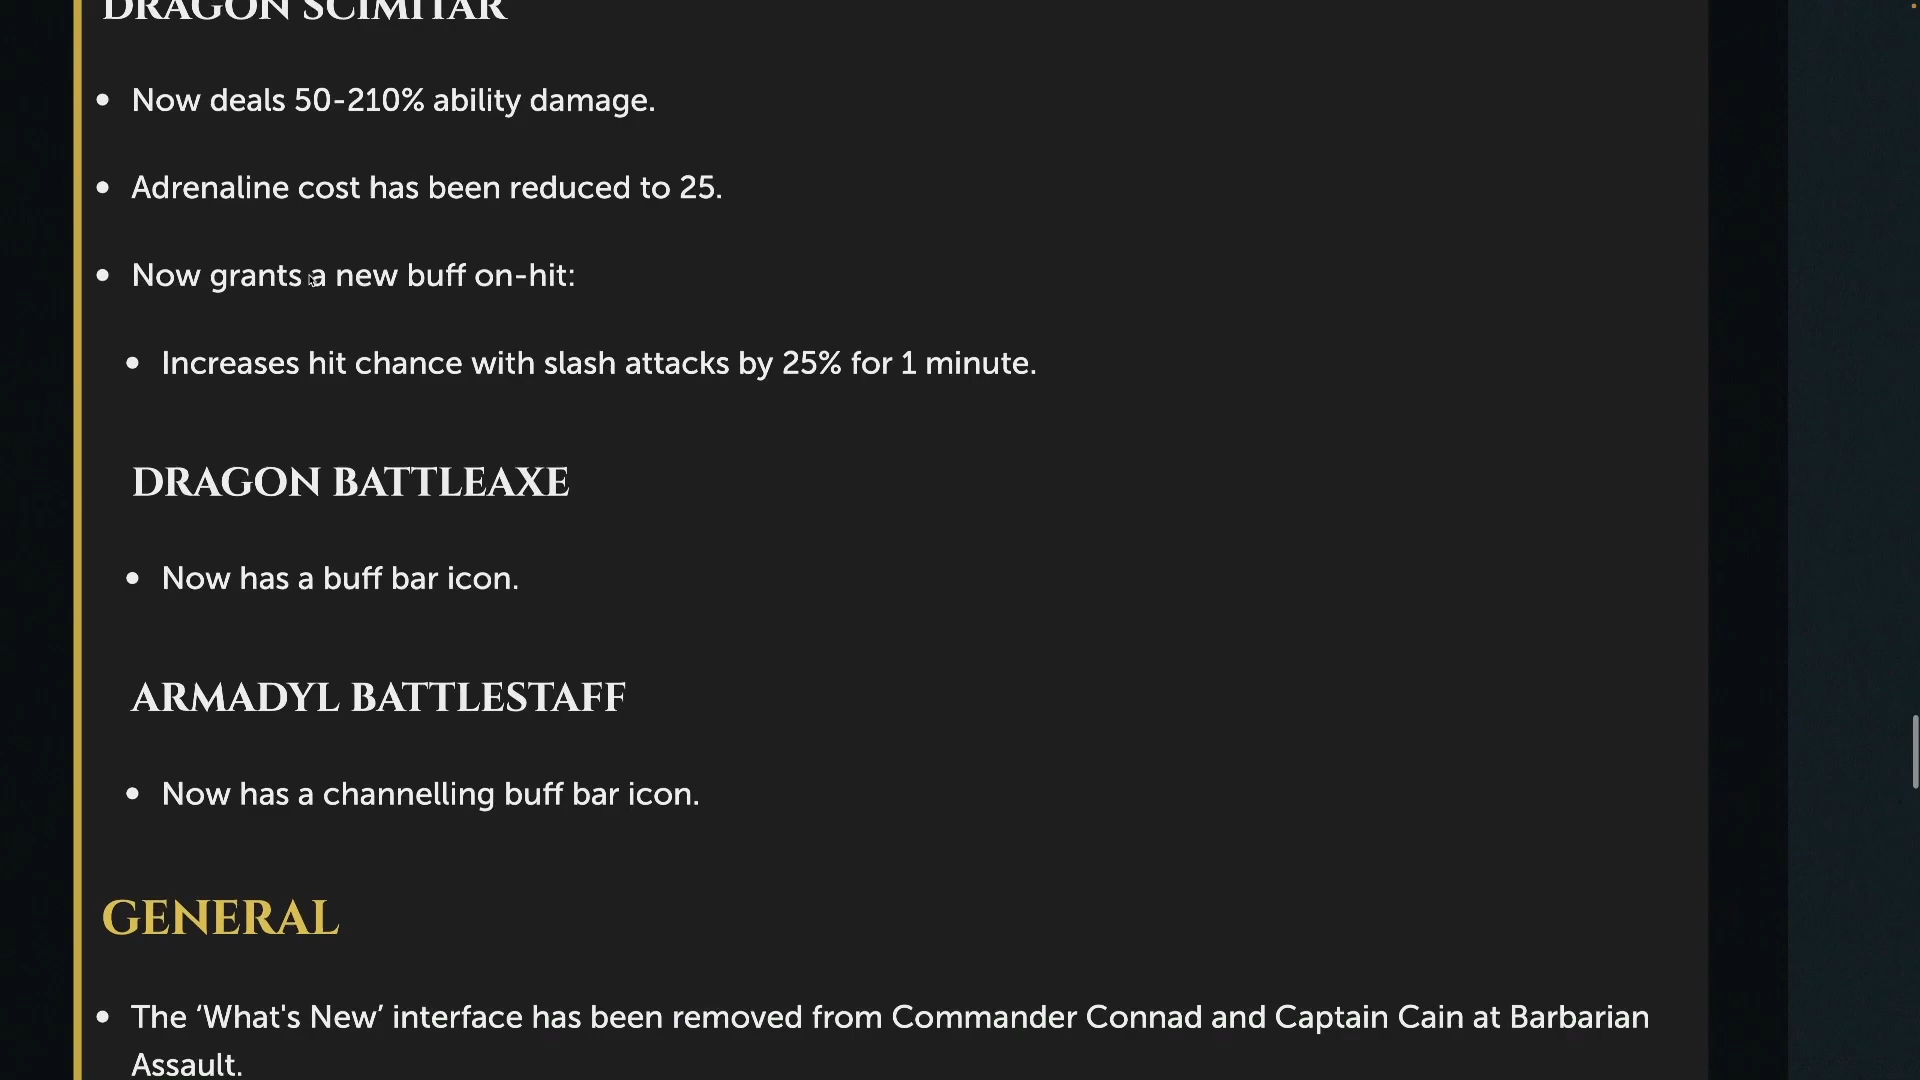 DRAGON SCIMITAR
Now deals 50-210% ability damage.
Adrenaline cost has been reduced to 25.
Now grants a new buff on-hit:
Increases hit chance with slash attacks by 25% for 1 minute.
DRAGON BATTLEAXE
Now has a buff bar icon.
ARMADYL BATTLESTAFF
Now has a channelling buff bar icon.
GENERAL
The ‘What's New’ interface has been removed from Commander Connad and Captain Cain at Barbarian
Assault.